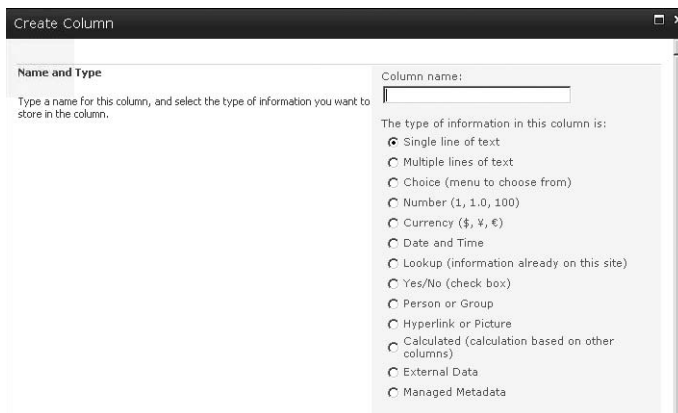 Create Column
Name and Type
Type a name for this column, and select the type of information you want to
store in the column.
Column name:
The type of information in this column is:
Single line of text
Multiple lines of text
Choice (menu to choose from)
Number (1, 1.0, 100)
Currency ($, ¥, €)
Date and Time
Lookup (information already on this site)
Yes/No (check box)
Person or Group
Hyperlink or Picture
Calculated (calculation based on other
columns)
External Data
Managed Metadata